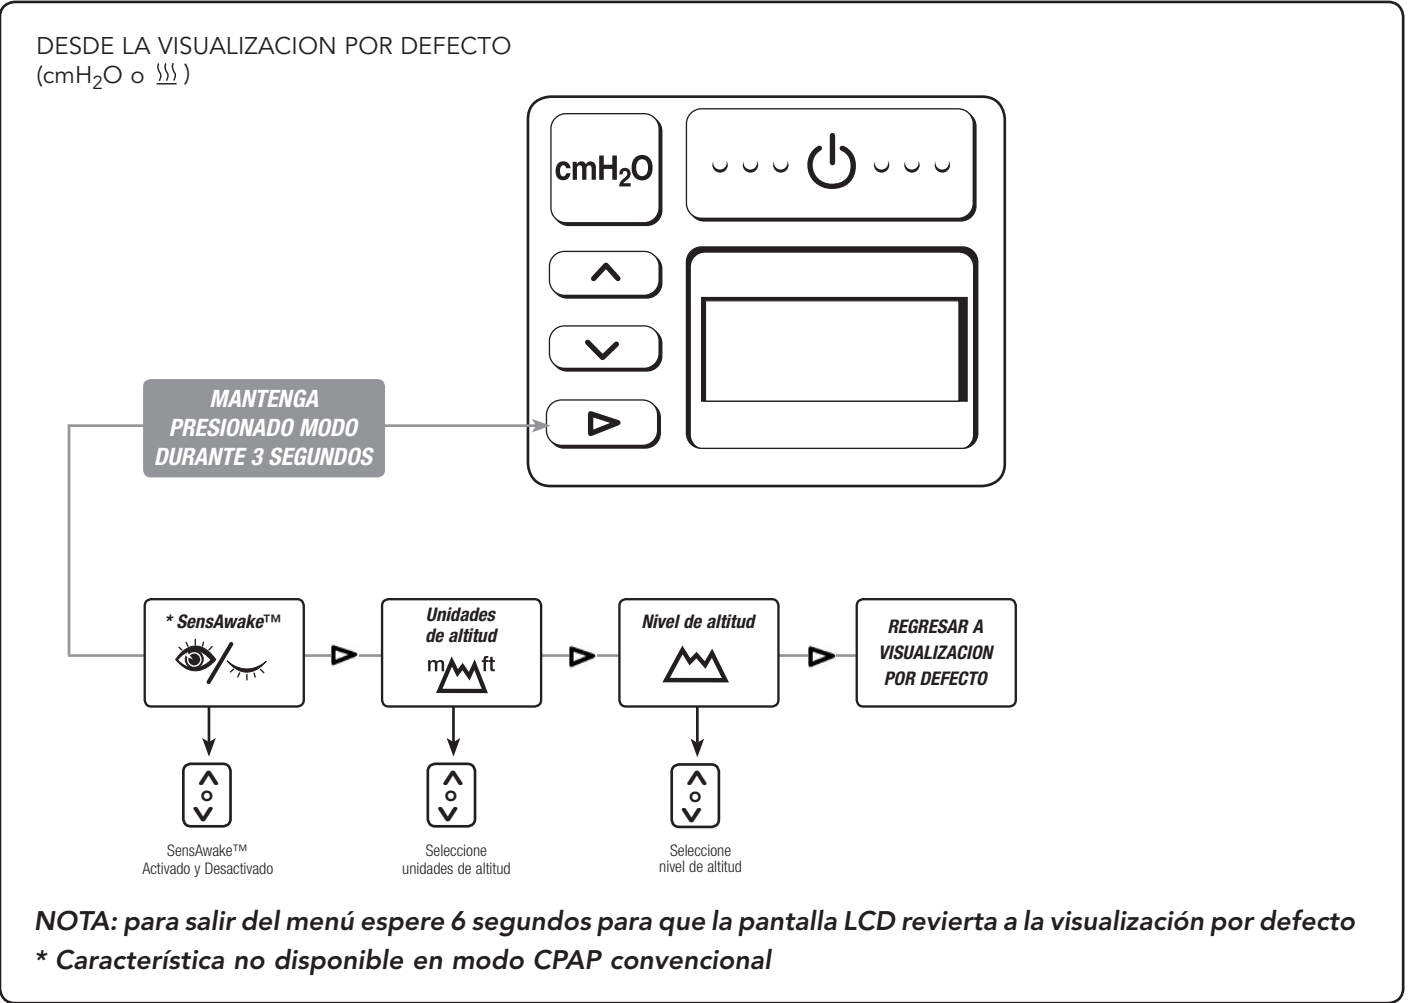 DESDE LA VISUALIZACION POR DEFECTO
(cmH₂O o )
cmH₂O
MANTENGA
PRESIONADO MODO
DURANTE 3 SEGUNDOS
* SensAwake™
Unidades
de altitud
m ft
Nivel de altitud
REGRESAR A
VISUALIZACION
POR DEFECTO
SensAwake™
Activado y Desactivado
Seleccione
unidades de altitud
Seleccione
nivel de altitud
NOTA: para salir del menú espere 6 segundos para que la pantalla LCD revierta a la visualización por defecto
* Característica no disponible en modo CPAP convencional